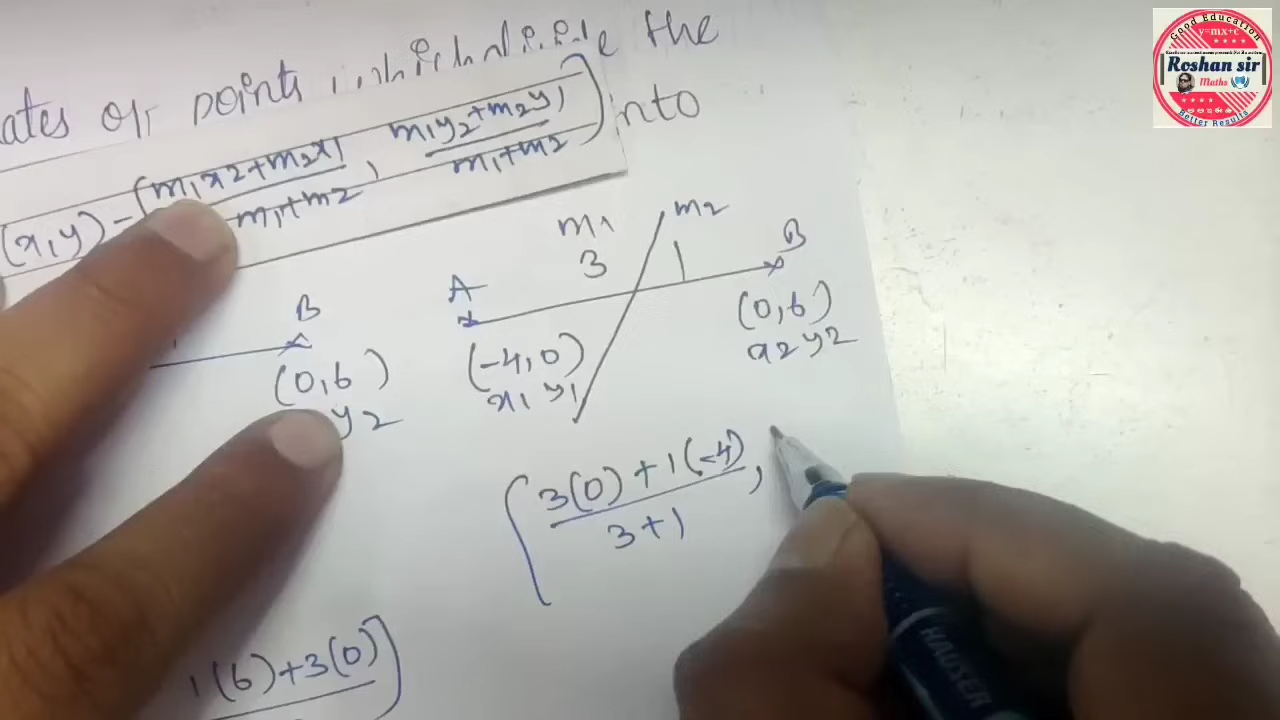 ates of points which divide the
(x,y) - (m1x2+m2x1 / m1+m2, m1y2+m2y1 / m1+m2) into
m1 m2
3 1
A B
(-4,0) (0,6)
x1 y1 x2 y2
B
(0,6)
y2
(3(0)+1(-4) / 3+1,
1(6)+3(0))
HAUSER
Good Education
y=mx+c
Roshan sir
Maths
Better Results